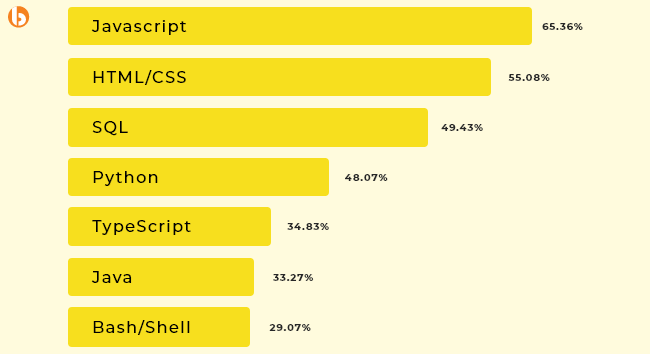 Javascript 65.36%
HTML/CSS 55.08%
SQL 49.43%
Python 48.07%
TypeScript 34.83%
Java 33.27%
Bash/Shell 29.07%